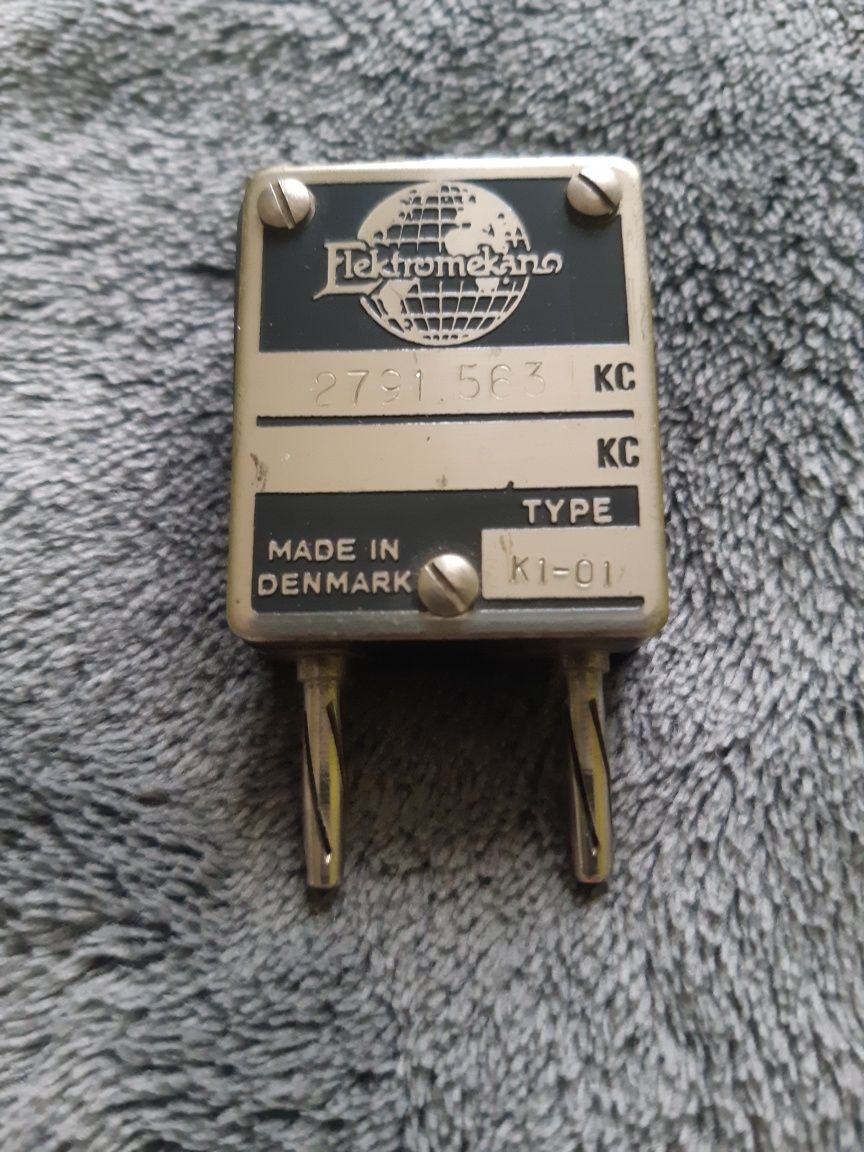 Elektromekano
2791.563 KC
KC
TYPE
MADE IN
DENMARK
K1-01